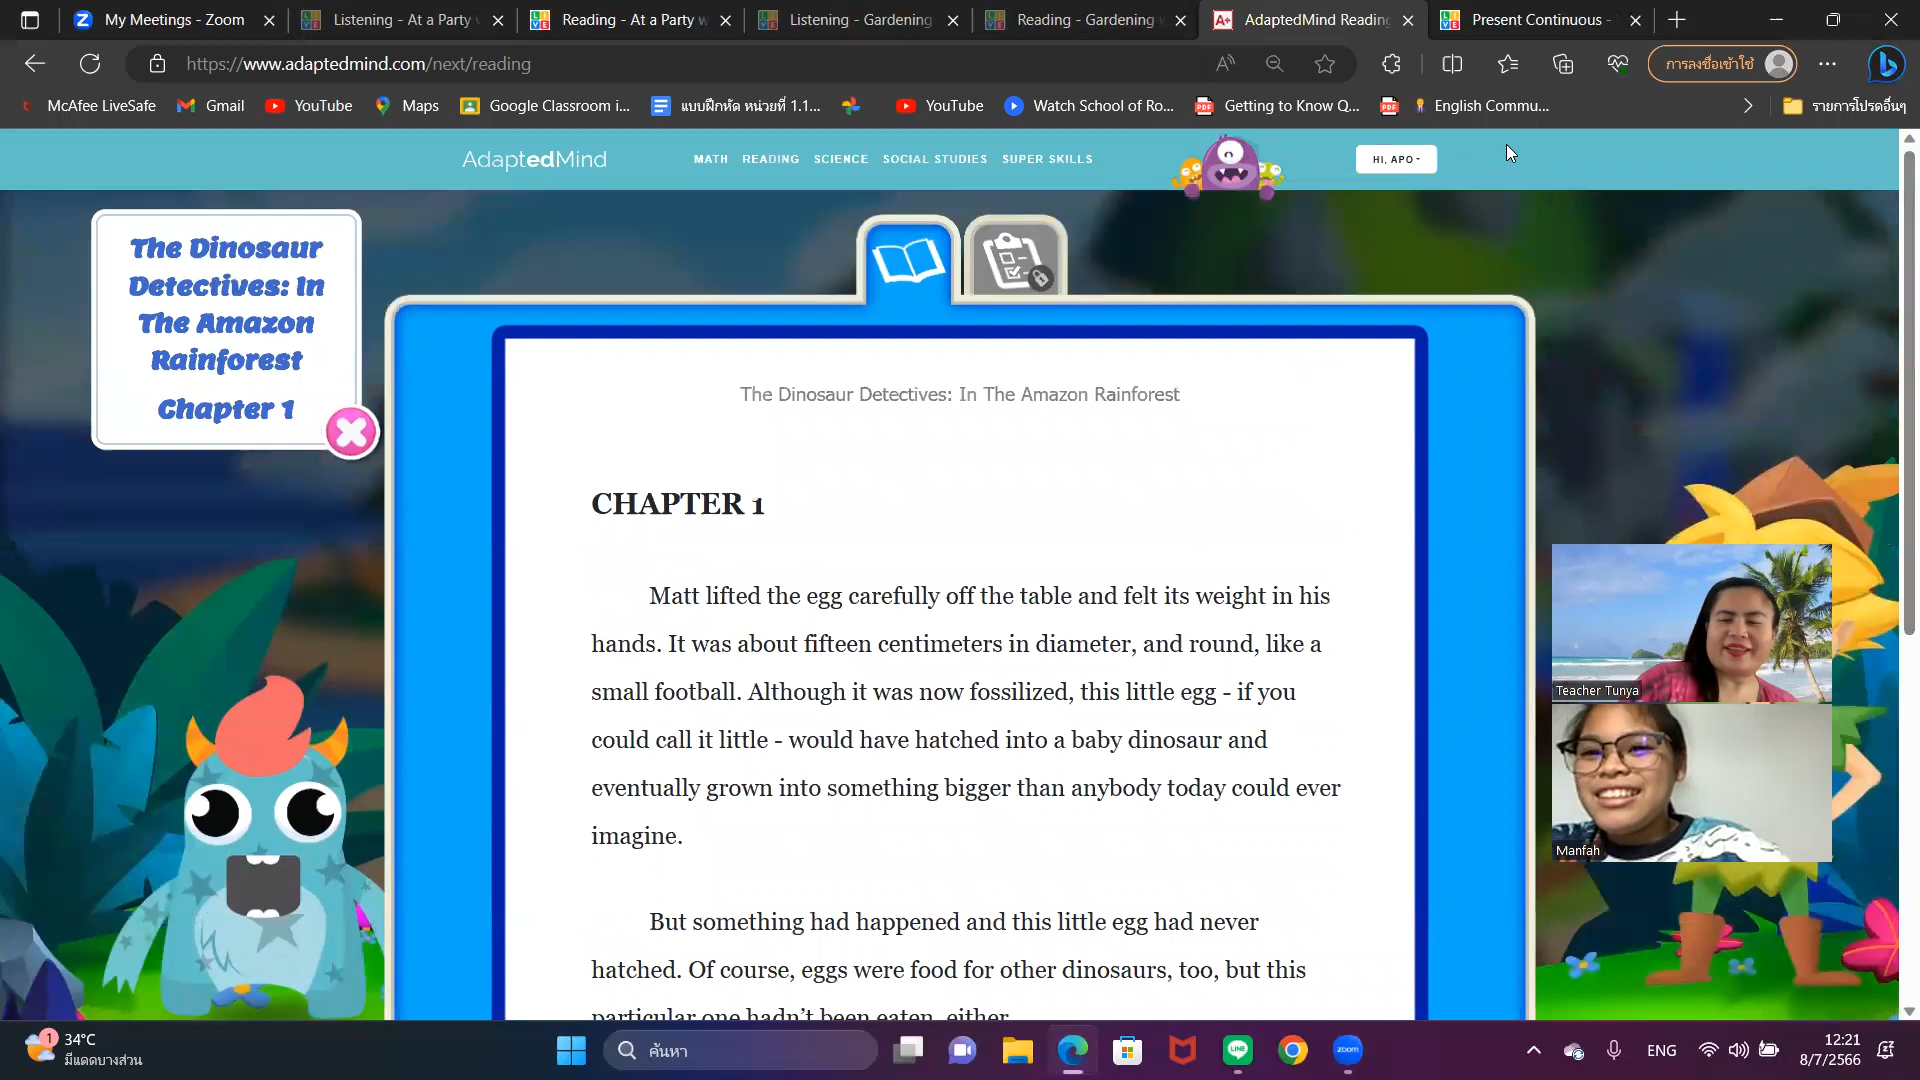 My Meetings - Zoom
Listening - At a Party
Reading - At a Party w
Listening - Gardening
Reading - Gardening
AdaptedMind Reading
Present Continuous -
https://www.adaptedmind.com/next/reading
การลงชื่อเข้าใช้
McAfee LiveSafe
Gmail
YouTube
Maps
Google Classroom i...
แบบฝึกหัด หน่วยที่ 1.1...
YouTube
Watch School of Ro...
Getting to Know Q...
English Commu...
รายการโปรดอื่นๆ
AdaptedMind
MATH
READING
SCIENCE
SOCIAL STUDIES
SUPER SKILLS
HI, APO
The Dinosaur
Detectives: In
The Amazon
Rainforest
Chapter 1
The Dinosaur Detectives: In The Amazon Rainforest
CHAPTER 1
Matt lifted the egg carefully off the table and felt its weight in his
hands. It was about fifteen centimeters in diameter, and round, like a
small football. Although it was now fossilized, this little egg - if you
could call it little - would have hatched into a baby dinosaur and
eventually grown into something bigger than anybody today could ever
imagine.
But something had happened and this little egg had never
hatched. Of course, eggs were food for other dinosaurs, too, but this
particular one hadn't been eaten, either.
Teacher Tunya
Manfah
1
34°C
มีแดดบางส่วน
ค้นหา
LINE
zoom
ENG
12:21
8/7/2566